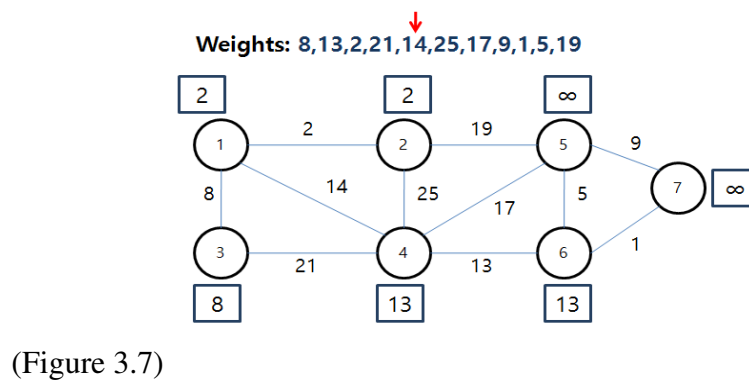 Weights: 8,13,2,21,14,25,17,9,1,5,19
2 2 ∞
1 2 2 19 5 9
8 14 25 17 5 7 ∞
3 21 4 13 6 1
8 13 13
(Figure 3.7)